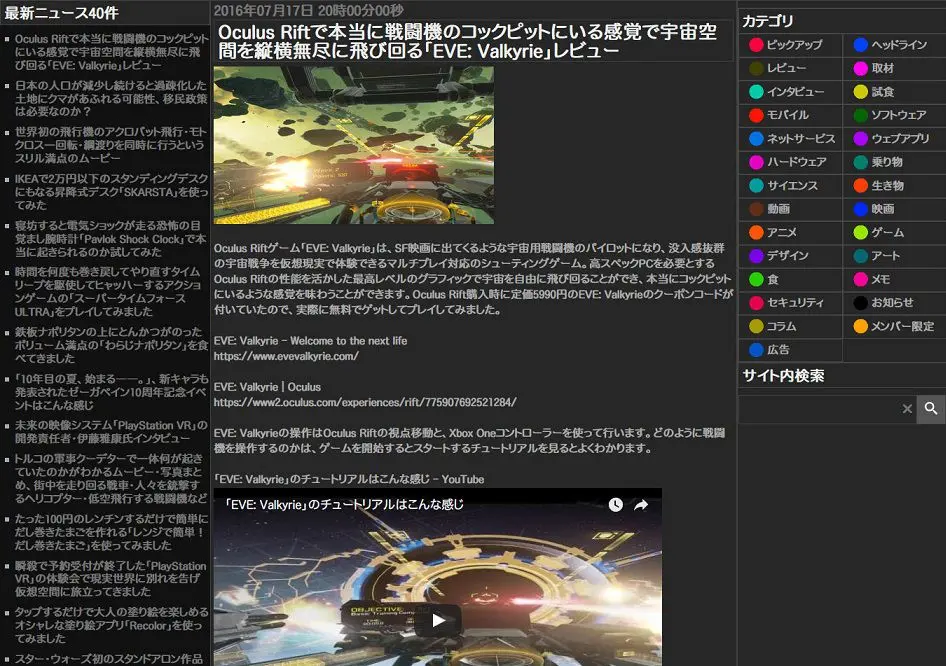 最新ニュース40件
Oculus Riftで本当に戦闘機のコックピット
にいる感覚で宇宙空間を縦横無尽に飛
び回る「EVE: Valkyrie」レビュー
日本の人口が減少し続けると過疎化した
土地にクマがあふれる可能性、移民政策
は必要なのか？
世界初の飛行機のアクロバット飛行・モト
クロス一回転・綱渡りを同時に行うという
スリル満点のムービー
IKEAで2万円以下のスタンディングデスク
にもなる昇降式デスク「SKARSTA」を使っ
てみた
寝坊すると電気ショックが走る恐怖の目
覚まし腕時計「Pavlok Shock Clock」で本
当に起きられるのか試してみた
時間を何度も巻き戻してやり直すタイム
リープを駆使してヒャッハーするアクショ
ンゲームの「スーパータイムフォース
ULTRA」をプレイしてみました
鉄板ナポリタンの上にとんかつがのった
ボリューム満点の「わらじナポリタン」を食
べてきました
「10年目の夏、始まる――。」、新キャラも
発表されたゼーガペイン10周年記念イベ
ントはこんな感じ
未来の映像システム「PlayStation VR」の
開発責任者・伊藤雅康氏インタビュー
トルコの軍事クーデターで一体何が起き
ていたのかがわかるムービー・写真まと
め、街中を走り回る戦車・人々を銃撃す
るヘリコプター・低空飛行する戦闘機など
たった100円のレンチンするだけで簡単に
だし巻きたまごを作れる「レンジで簡単！
だし巻きたまご」を使ってみました
瞬殺で予約受付が終了した「PlayStation
VR」の体験会で現実世界に別れを告げ
仮想空間に旅立ってきました
タップするだけで大人の塗り絵を楽しめる
オシャレな塗り絵アプリ「Recolor」を使っ
てみました
スター・ウォーズ初のスタンドアロン作品
2016年07月17日 20時00分00秒
Oculus Riftで本当に戦闘機のコックピットにいる感覚で宇宙空
間を縦横無尽に飛び回る「EVE: Valkyrie」レビュー
Oculus Riftゲーム「EVE: Valkyrie」は、SF映画に出てくるような宇宙用戦闘機のパイロットになり、没入感抜群
の宇宙戦争を仮想現実で体験できるマルチプレイ対応のシューティングゲーム。高スペックPCを必要とする
Oculus Riftの性能を活かした最高レベルのグラフィックで宇宙を自由に飛び回ることができ、本当にコックピット
にいるような感覚を味わうことができます。Oculus Rift購入時に定価5990円のEVE: Valkyrieのクーポンコードが
付いていたので、実際に無料でゲットしてプレイしてみました。
EVE: Valkyrie - Welcome to the next life
https://www.evevalkyrie.com/
EVE: Valkyrie | Oculus
https://www2.oculus.com/experiences/rift/775907692521284/
EVE: Valkyrieの操作はOculus Riftの視点移動と、Xbox Oneコントローラーを使って行います。どのように戦闘
機を操作するのかは、ゲームを開始するとスタートするチュートリアルを見るとよくわかります。
「EVE: Valkyrie」のチュートリアルはこんな感じ - YouTube
「EVE: Valkyrie」のチュートリアルはこんな感じ
OBJECTIVE:
カテゴリ
ピックアップ ヘッドライン
レビュー 取材
インタビュー 試食
モバイル ソフトウェア
ネットサービス ウェブアプリ
ハードウェア 乗り物
サイエンス 生き物
動画 映画
アニメ ゲーム
デザイン アート
食 メモ
セキュリティ お知らせ
コラム メンバー限定
広告
サイト内検索